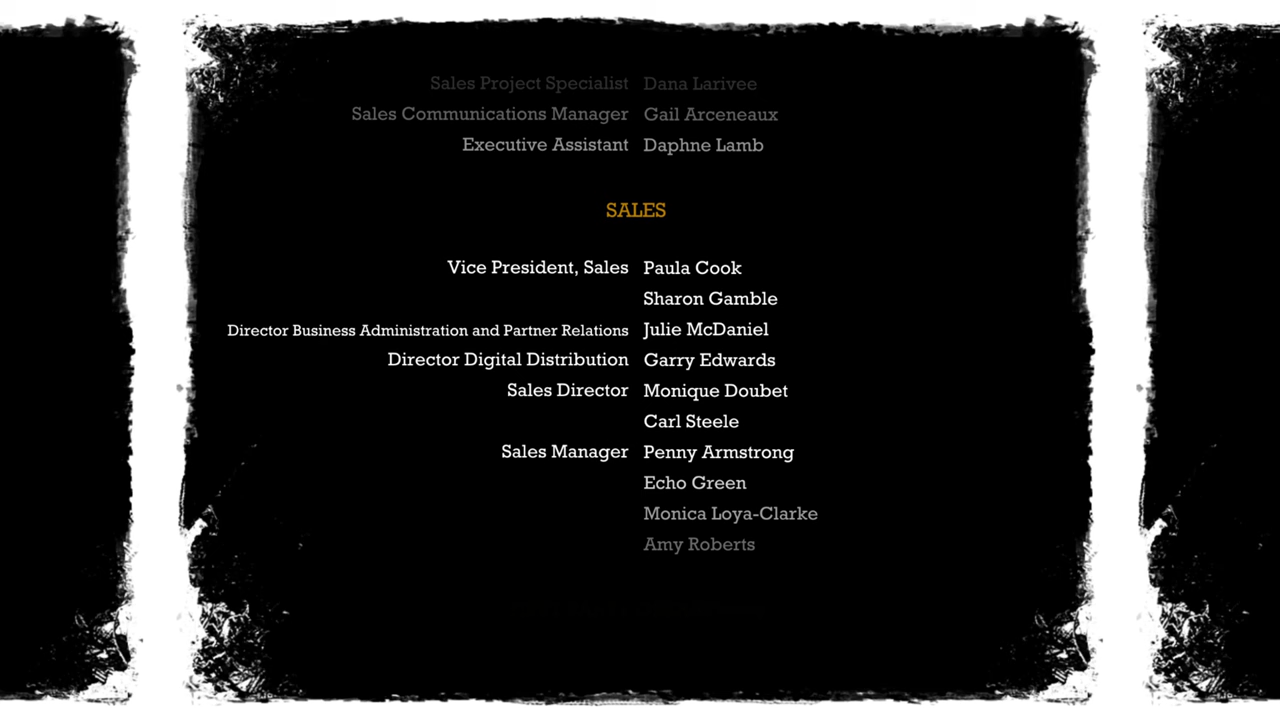 Sales Project Specialist Dana Larivee
Sales Communications Manager Gail Arceneaux
Executive Assistant Daphne Lamb
SALES
Vice President, Sales Paula Cook
Sharon Gamble
Director Business Administration and Partner Relations Julie McDaniel
Director Digital Distribution Garry Edwards
Sales Director Monique Doubet
Carl Steele
Sales Manager Penny Armstrong
Echo Green
Monica Loya-Clarke
Amy Roberts